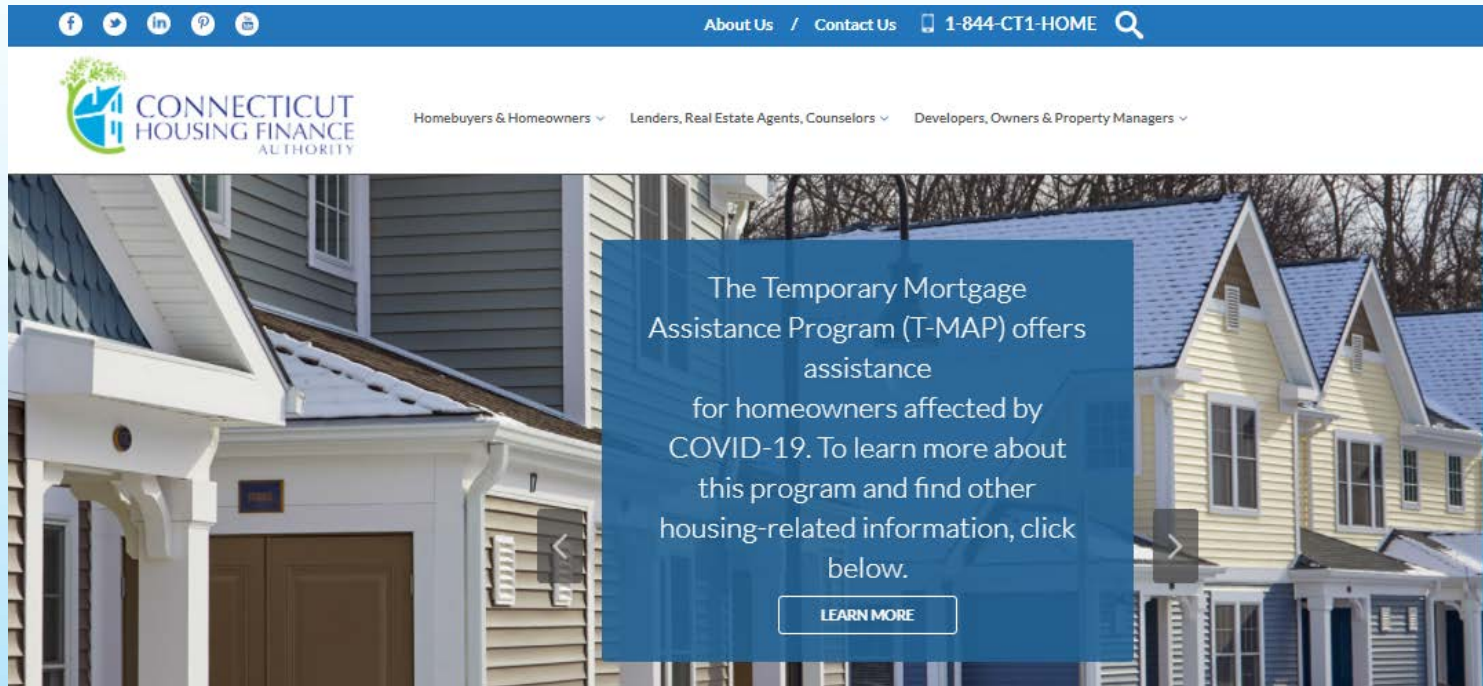 About Us / Contact Us 1-844-CT1-HOME
CONNECTICUT
HOUSING FINANCE
AUTHORITY
Homebuyers & Homeowners
Lenders, Real Estate Agents, Counselors
Developers, Owners & Property Managers
The Temporary Mortgage
Assistance Program (T-MAP) offers
assistance
for homeowners affected by
COVID-19. To learn more about
this program and find other
housing-related information, click
below.
LEARN MORE